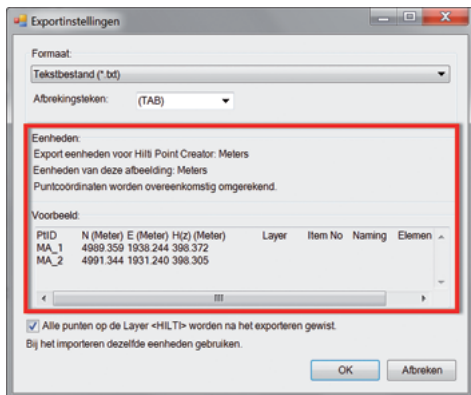 Exportinstellingen
Formaat:
Tekstbestand (*.txt)
Afbrekingsteken: (TAB)
Eenheden:
Export eenheden voor Hilti Point Creator: Meters
Eenheden van deze afbeelding: Meters
Puntcoördinaten worden overeenkomstig omgerekend.
Voorbeeld:
PtID N (Meter) E (Meter) H(z) (Meter) Layer Item No Naming Elemen
MA_1 4989.359 1938.244 398.372
MA_2 4991.344 1931.240 398.305
Alle punten op de Layer <HILTI> worden na het exporteren gewist.
Bij het importeren dezelfde eenheden gebruiken.
OK Afbreken